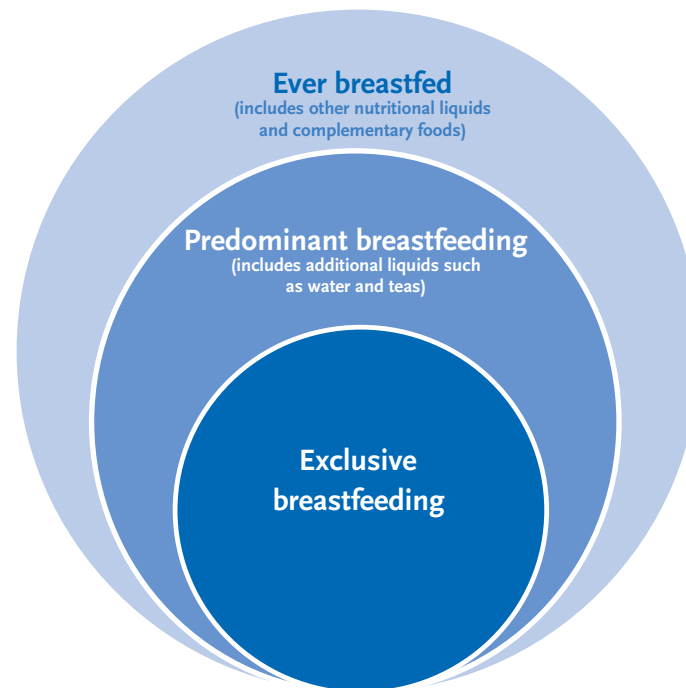 Ever breastfed
(includes other nutritional liquids
and complementary foods)
Predominant breastfeeding
(includes additional liquids such
as water and teas)
Exclusive
breastfeeding